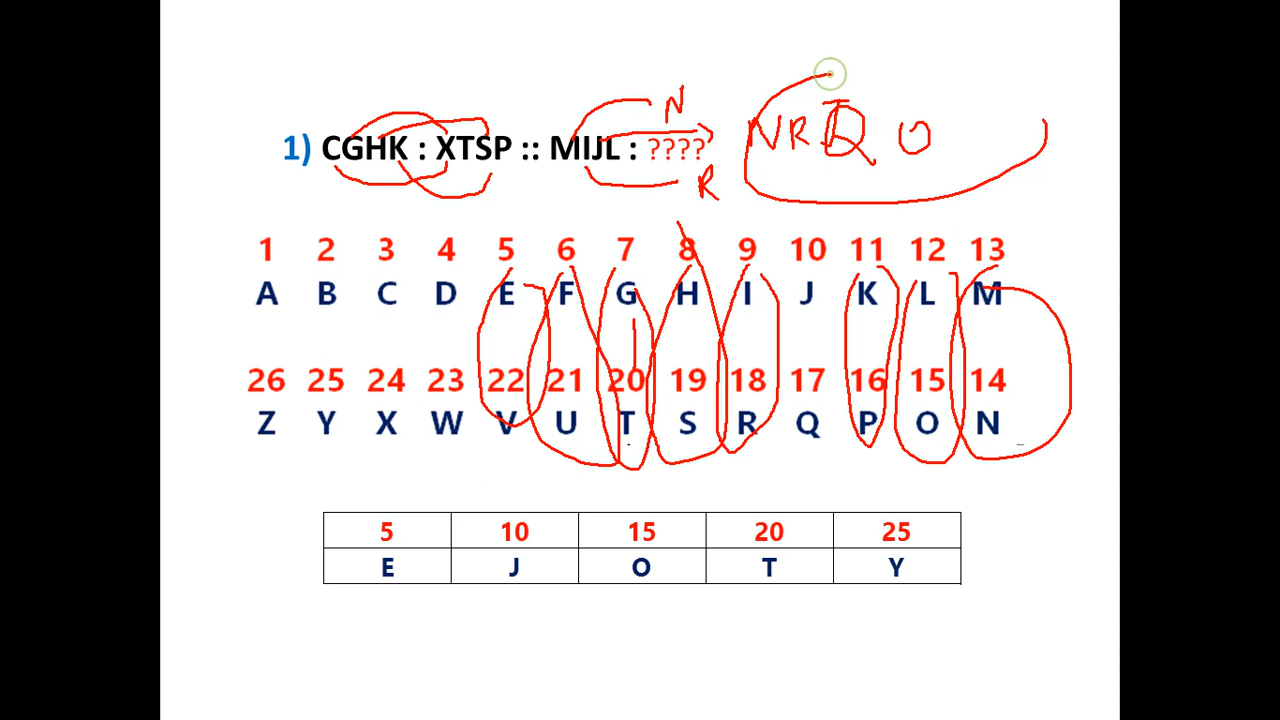 N
1) CGHK : XTSP :: MIJL : ???? NR Q O
R
1 2 3 4 5 6 7 8 9 10 11 12 13
A B C D E F G H I J K L M
26 25 24 23 22 21 20 19 18 17 16 15 14
Z Y X W V U T S R Q P O N
5 10 15 20 25
E J O T Y